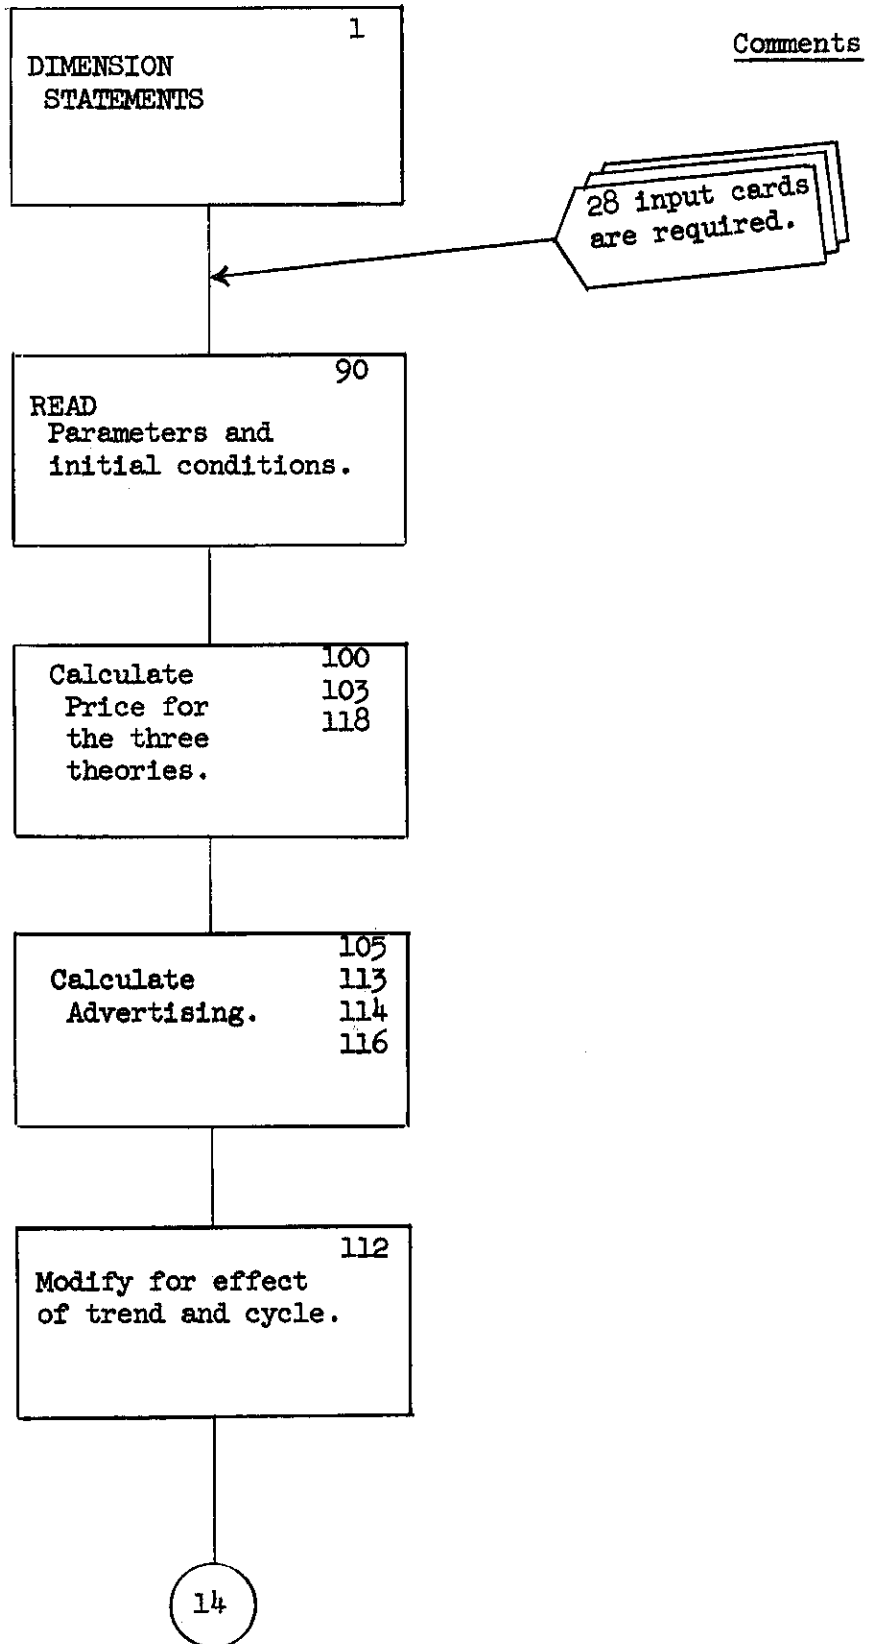 1
Comments
DIMENSION
STATEMENTS
28 input cards
are required.
90
READ
Parameters and
initial conditions.
100
Calculate
103
Price for
118
the three
theories.
105
Calculate
113
Advertising.
114
116
112
Modify for effect
of trend and cycle.
14